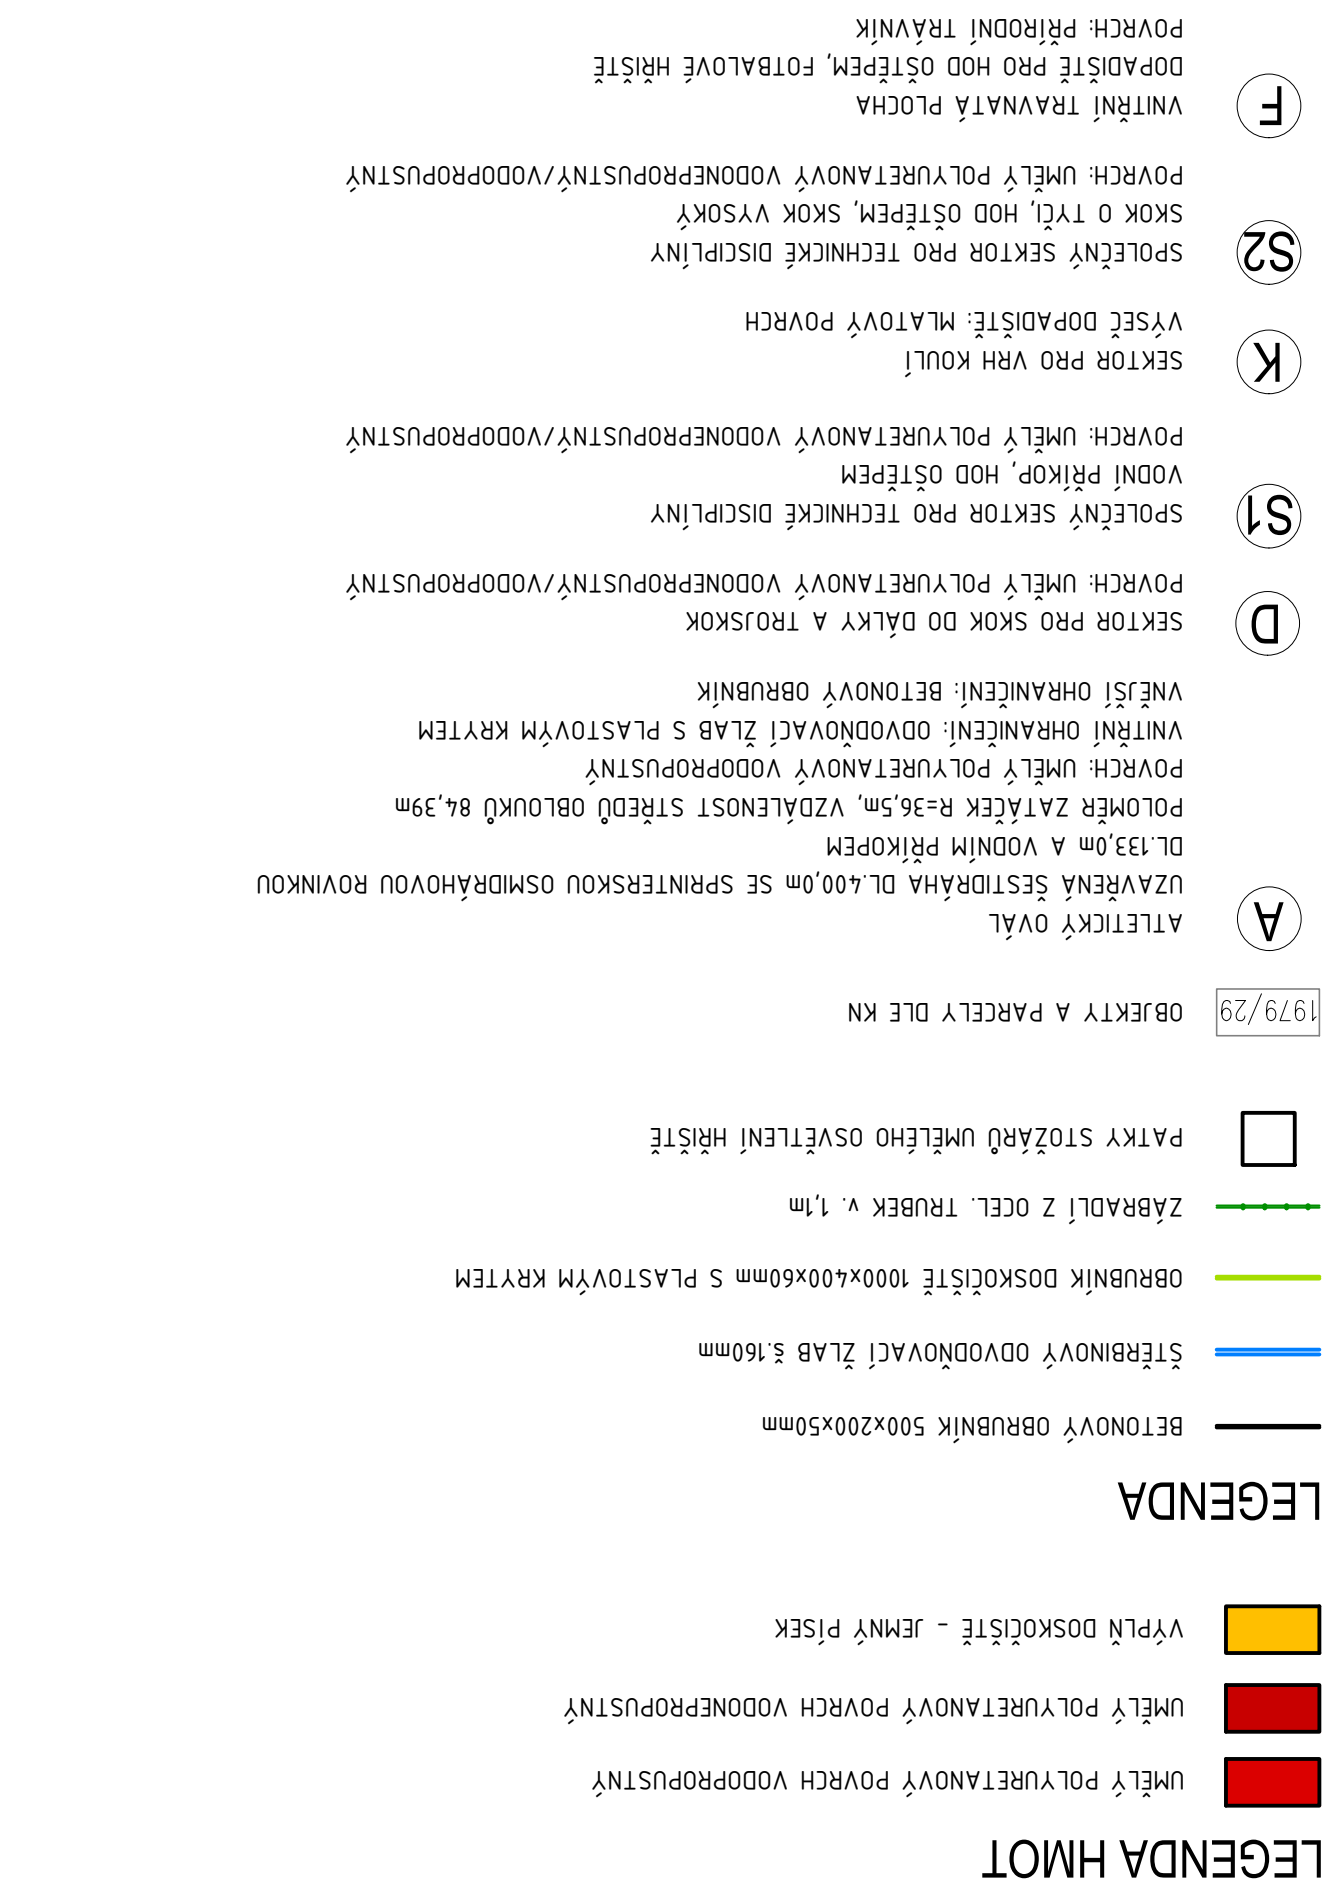 LEGENDA HMOT
UMĚLÝ POLYURETANOVÝ POVRCH VODOPROPUSTNÝ
UMĚLÝ POLYURETANOVÝ POVRCH VODONEPROPUSTNÝ
VÝPLŇ DOSKOČIŠTĚ - JEMNÝ PÍSEK
LEGENDA
BETONOVÝ OBRUBNÍK 500x200x50mm
ŠTĚRBINOVÝ ODVODŇOVACÍ ŽLAB š.160mm
OBRUBNÍK DOSKOČIŠTĚ 1000x400x60mm S PLASTOVÝM KRYTEM
ZÁBRADLÍ Z OCEL. TRUBEK v. 1,1m
PATKY STOŽÁRŮ UMĚLÉHO OSVĚTLENÍ HŘIŠTĚ
1979/29 OBJEKTY A PARCELY DLE KN
A ATLETICKÝ OVÁL
UZAVŘENÁ ŠESTIDRÁHA DL.400,0m SE SPRINTERSKOU OSMIDRÁHOVOU ROVINKOU
DL.133,0m A VODNÍM PŘÍKOPEM
POLOMĚR ZATÁČEK R=36,5m, VZDÁLENOST STŘEDŮ OBLOUKŮ 84,39m
POVRCH: UMĚLÝ POLYURETANOVÝ VODOPROPUSTNÝ
VNITŘNÍ OHRANIČENÍ: ODVODŇOVACÍ ŽLAB S PLASTOVÝM KRYTEM
VNĚJŠÍ OHRANIČENÍ: BETONOVÝ OBRUBNÍK
D SEKTOR PRO SKOK DO DÁLKY A TROJSKOK
POVRCH: UMĚLÝ POLYURETANOVÝ VODONEPROPUSTNÝ/VODOPROPUSTNÝ
S1 SPOLEČNÝ SEKTOR PRO TECHNICKÉ DISCIPLÍNY
VODNÍ PŘÍKOP, HOD OŠTĚPEM
POVRCH: UMĚLÝ POLYURETANOVÝ VODONEPROPUSTNÝ/VODOPROPUSTNÝ
K SEKTOR PRO VRH KOULÍ
VÝSEČ DOPADIŠTĚ: MLATOVÝ POVRCH
S2 SPOLEČNÝ SEKTOR PRO TECHNICKÉ DISCIPLÍNY
SKOK O TYČI, HOD OŠTĚPEM, SKOK VYSOKÝ
POVRCH: UMĚLÝ POLYURETANOVÝ VODONEPROPUSTNÝ/VODOPROPUSTNÝ
F VNITŘNÍ TRAVNATÁ PLOCHA
DOPADIŠTĚ PRO HOD OŠTĚPEM, FOTBALOVÉ HŘIŠTĚ
POVRCH: PŘÍRODNÍ TRÁVNÍK